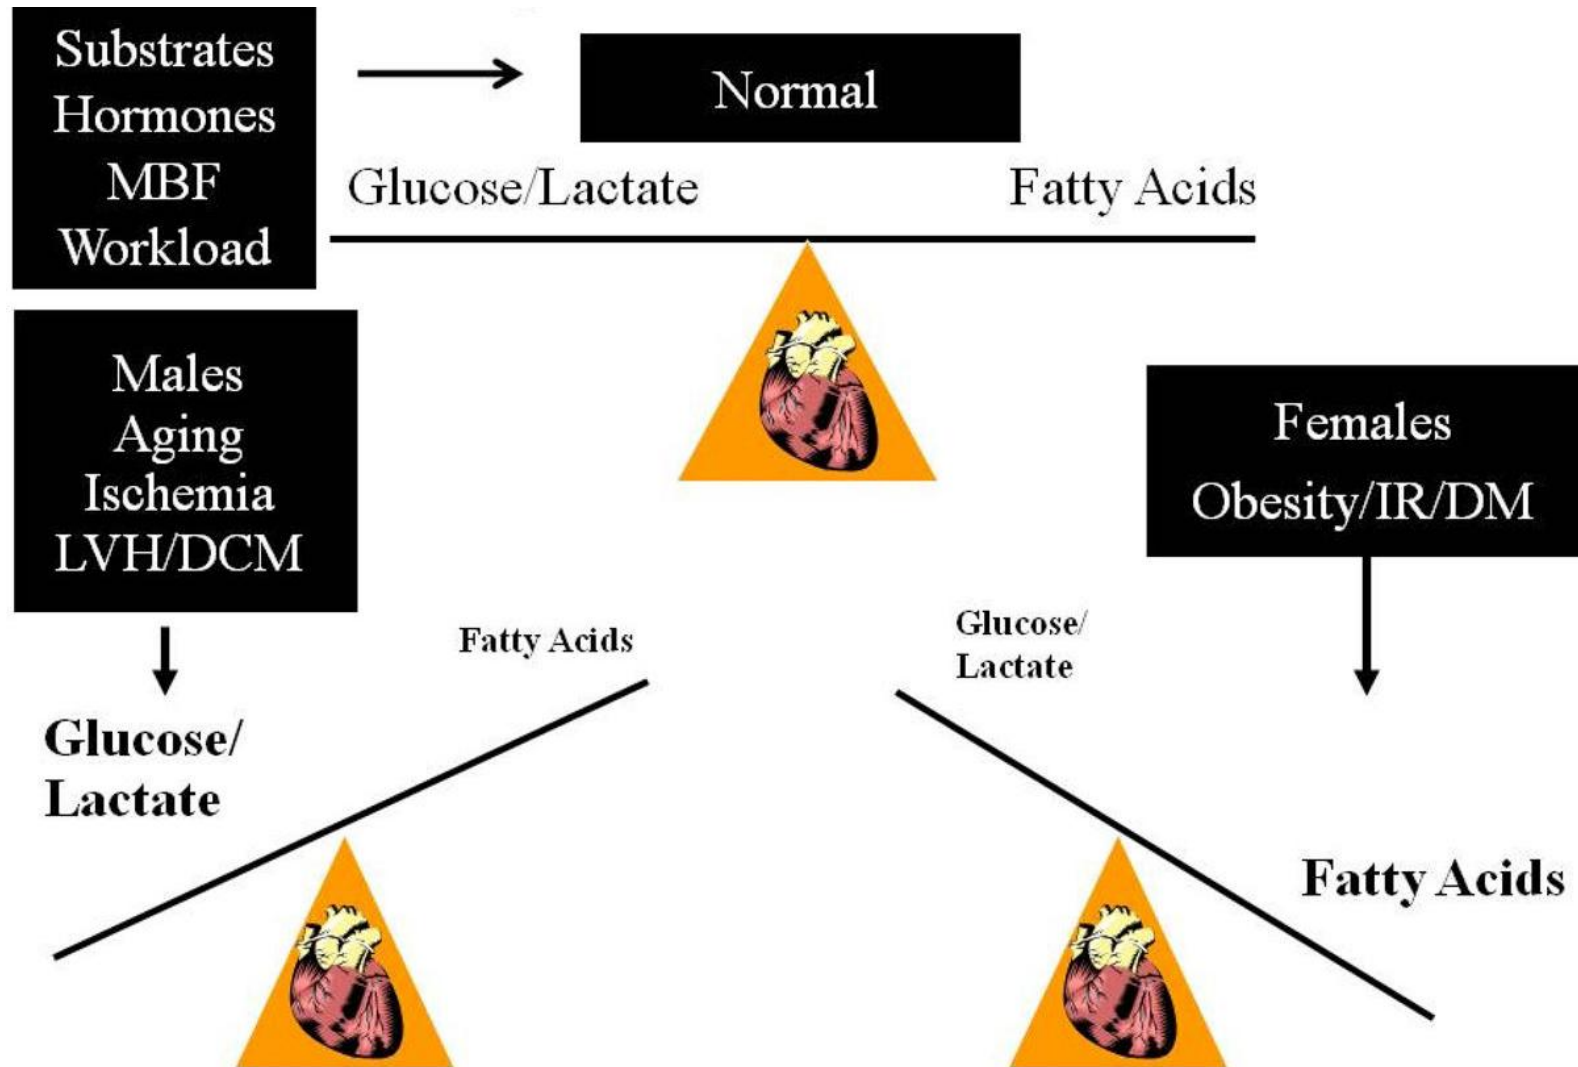 Substrates
Hormones
MBF
Workload
Normal
Glucose/Lactate
Fatty Acids
Males
Aging
Ischemia
LVH/DCM
Females
Obesity/IR/DM
Fatty Acids
Glucose/
Lactate
Glucose/
Lactate
Fatty Acids